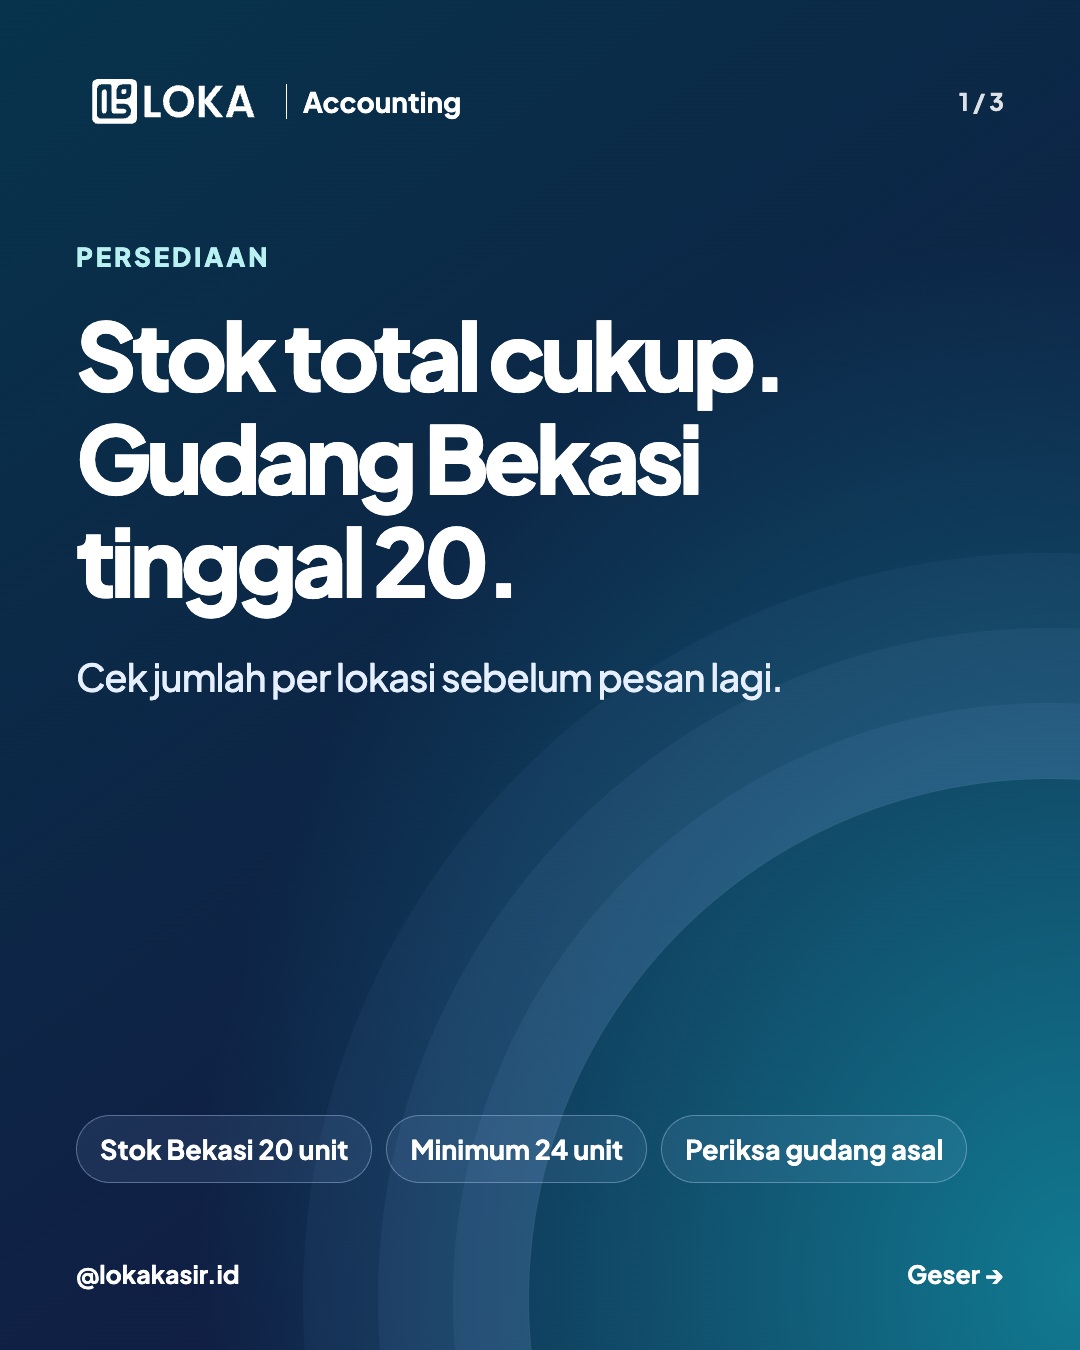 LOKA | Accounting
1 / 3
PERSEDIAAN
Stok total cukup.
Gudang Bekasi
tinggal 20.
Cek jumlah per lokasi sebelum pesan lagi.
Stok Bekasi 20 unit
Minimum 24 unit
Periksa gudang asal
@lokakasir.id
Geser →